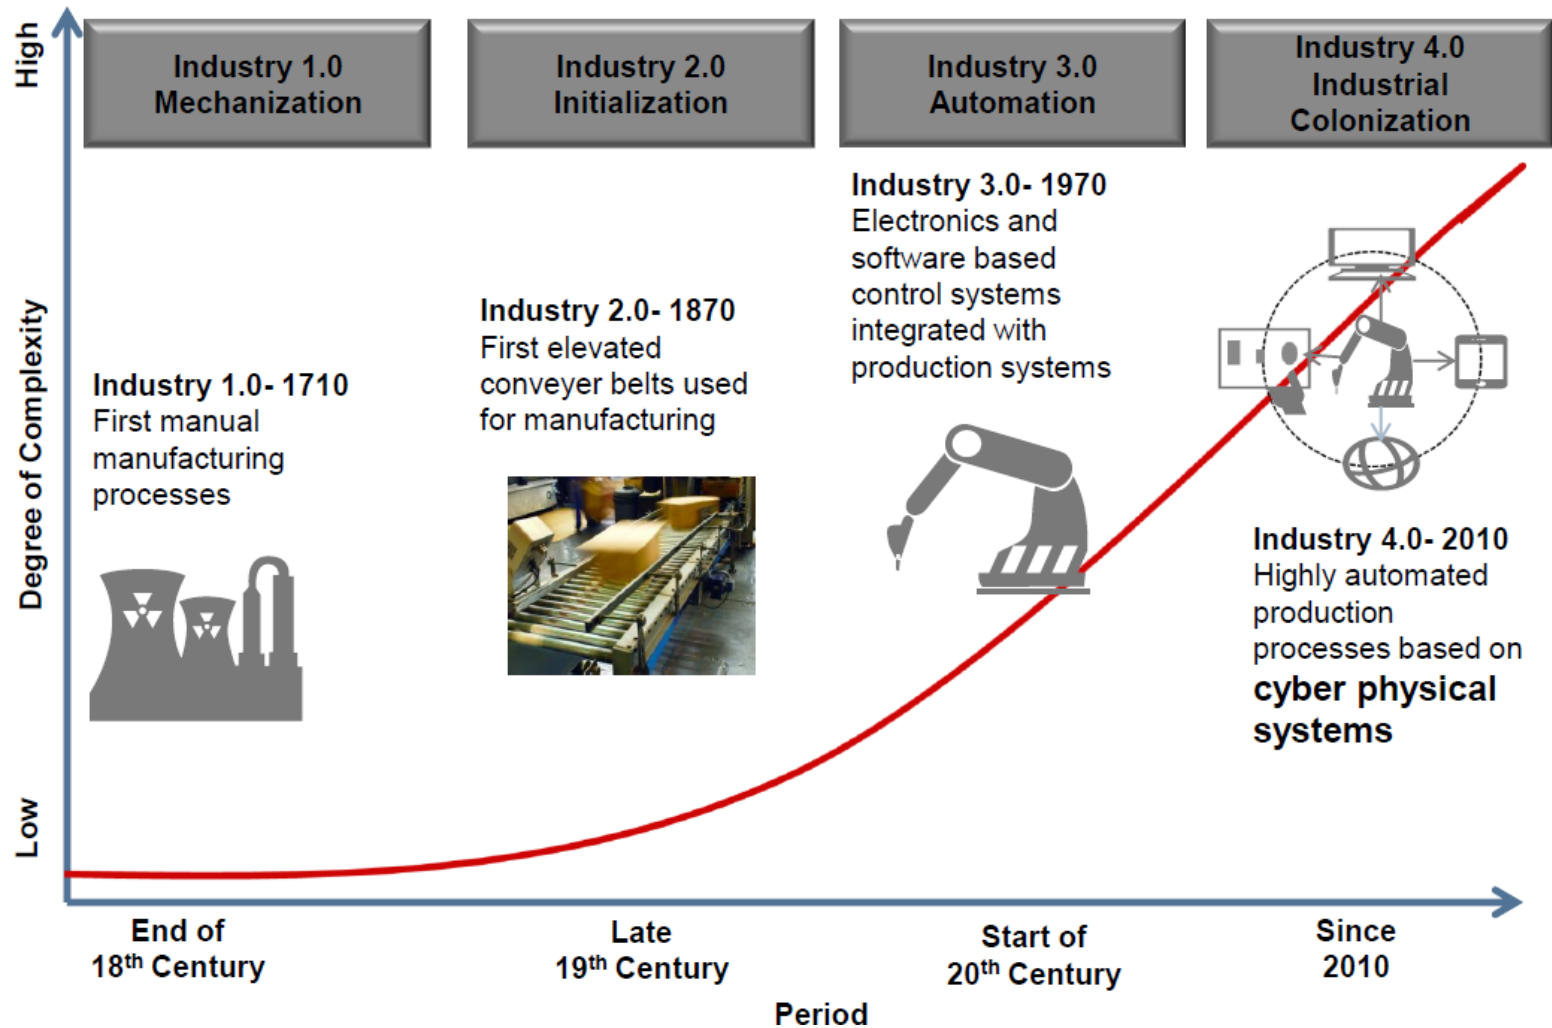 High
Degree of Complexity
Low
Industry 1.0
Mechanization
Industry 2.0
Initialization
Industry 3.0
Automation
Industry 4.0
Industrial
Colonization
Industry 1.0- 1710
First manual
manufacturing
processes
Industry 2.0- 1870
First elevated
conveyer belts used
for manufacturing
Industry 3.0- 1970
Electronics and
software based
control systems
integrated with
production systems
Industry 4.0- 2010
Highly automated
production
processes based on
cyber physical
systems
End of
18th Century
Late
19th Century
Start of
20th Century
Since
2010
Period